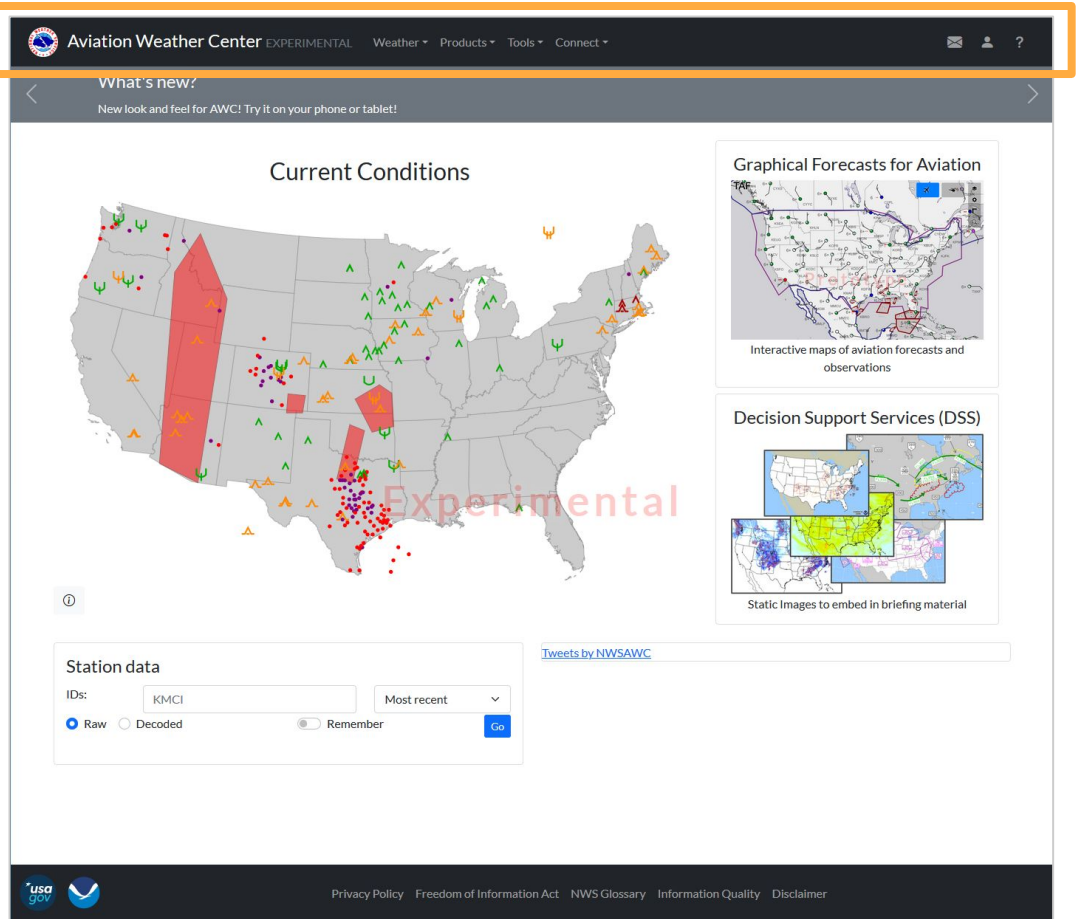 Aviation Weather Center EXPERIMENTAL Weather Products Tools Connect ?
What's new?
New look and feel for AWC! Try it on your phone or tablet!
Current Conditions
Experimental
Graphical Forecasts for Aviation
TAF
Interactive maps of aviation forecasts and
observations
Decision Support Services (DSS)
Static Images to embed in briefing material
Station data
IDs:
KMCI
Most recent
Raw
Decoded
Remember
Go
Tweets by NWSAWC
usa
gov
Privacy Policy Freedom of Information Act NWS Glossary Information Quality Disclaimer